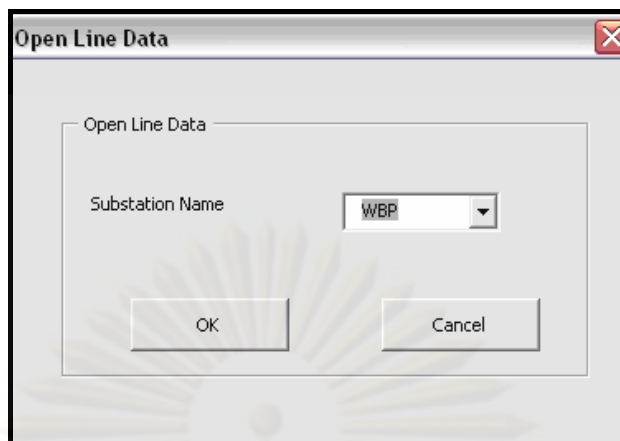 Open Line Data
Open Line Data
Substation Name
WBP
OK
Cancel